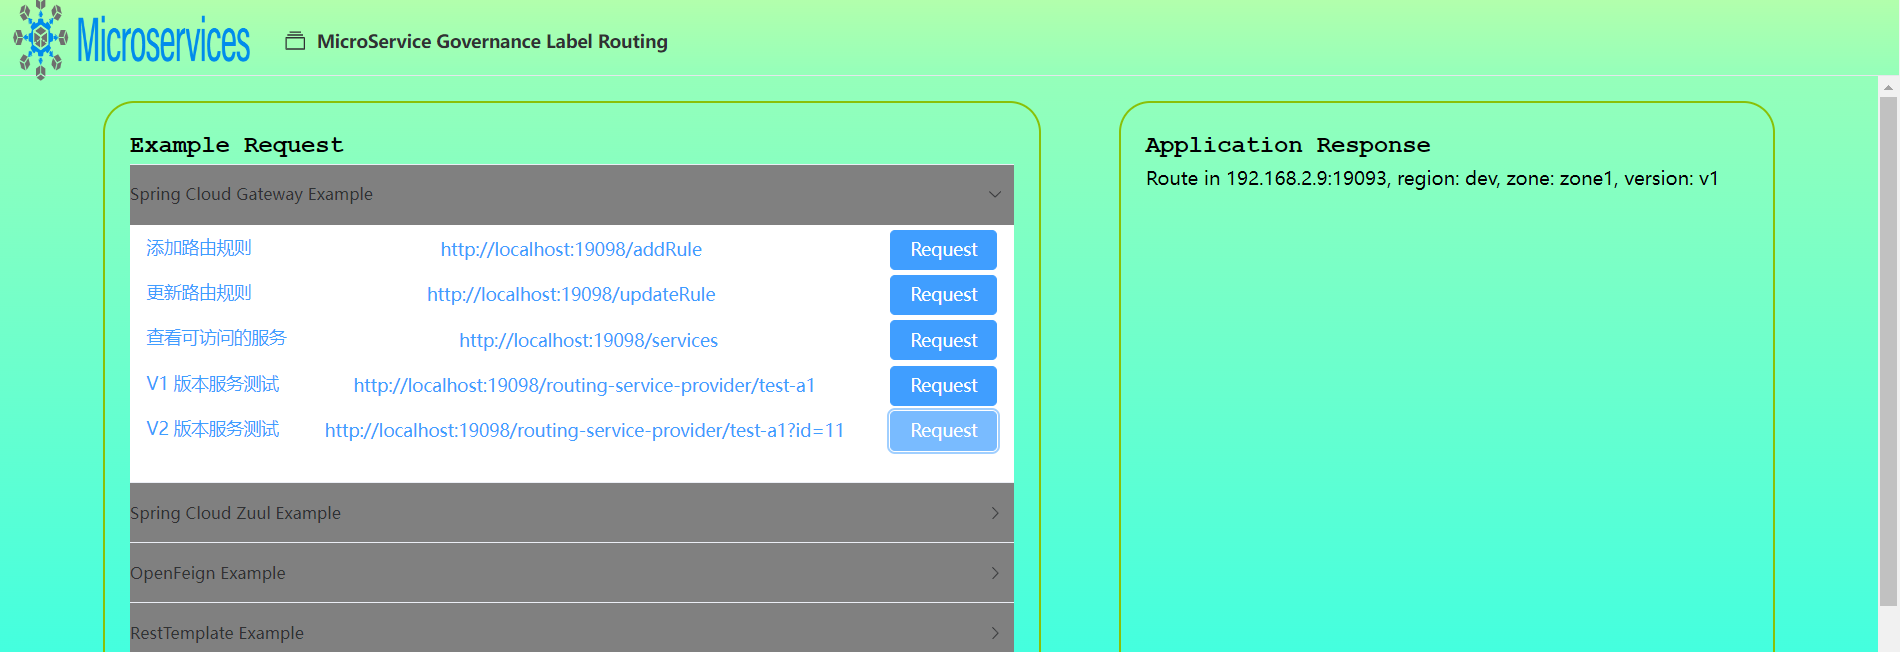 Microservices
MicroService Governance Label Routing
Example Request
Spring Cloud Gateway Example
添加路由规则 http://localhost:19098/addRule Request
更新路由规则 http://localhost:19098/updateRule Request
查看可访问的服务 http://localhost:19098/services Request
V1 版本服务测试 http://localhost:19098/routing-service-provider/test-a1 Request
V2 版本服务测试 http://localhost:19098/routing-service-provider/test-a1?id=11 Request
Spring Cloud Zuul Example
OpenFeign Example
RestTemplate Example
Application Response
Route in 192.168.2.9:19093, region: dev, zone: zone1, version: v1